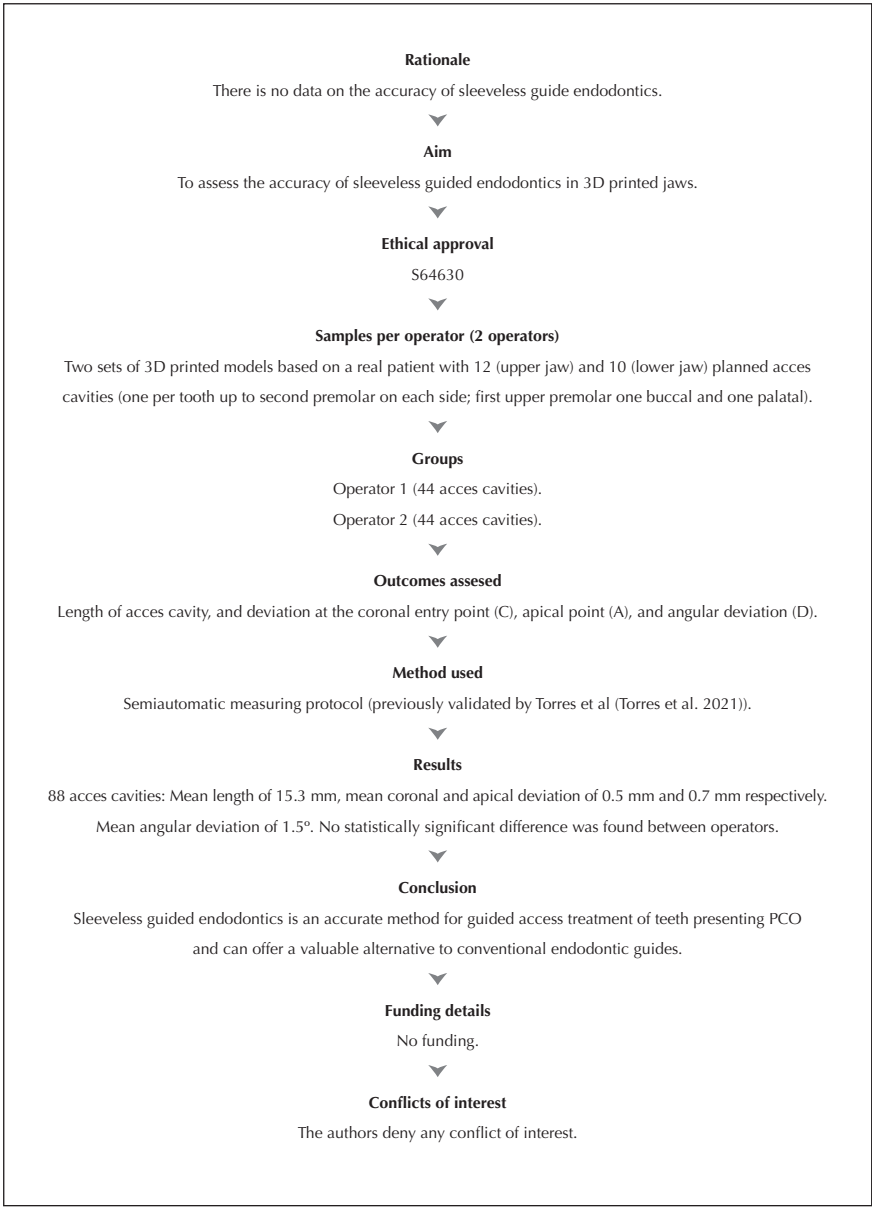 Rationale
There is no data on the accuracy of sleeveless guide endodontics.
Aim
To assess the accuracy of sleeveless guided endodontics in 3D printed jaws.
Ethical approval
S64630
Samples per operator (2 operators)
Two sets of 3D printed models based on a real patient with 12 (upper jaw) and 10 (lower jaw) planned acces
cavities (one per tooth up to second premolar on each side; first upper premolar one buccal and one palatal).
Groups
Operator 1 (44 acces cavities).
Operator 2 (44 acces cavities).
Outcomes assesed
Length of acces cavity, and deviation at the coronal entry point (C), apical point (A), and angular deviation (D).
Method used
Semiautomatic measuring protocol (previously validated by Torres et al (Torres et al. 2021)).
Results
88 acces cavities: Mean length of 15.3 mm, mean coronal and apical deviation of 0.5 mm and 0.7 mm respectively.
Mean angular deviation of 1.5º. No statistically significant difference was found between operators.
Conclusion
Sleeveless guided endodontics is an accurate method for guided access treatment of teeth presenting PCO
and can offer a valuable alternative to conventional endodontic guides.
Funding details
No funding.
Conflicts of interest
The authors deny any conflict of interest.